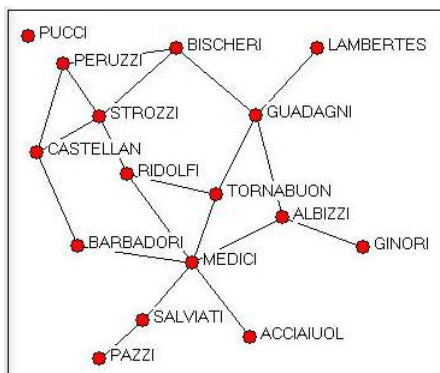 PUCCI
PERUZZI
BISCHERI
LAMBERTES
STROZZI
GUADAGNI
CASTELLAN
RIDOLFI
TORNABUON
ALBIZZI
BARBADORI
MEDICI
GINORI
SALVIATI
ACCIAIUOL
PAZZI